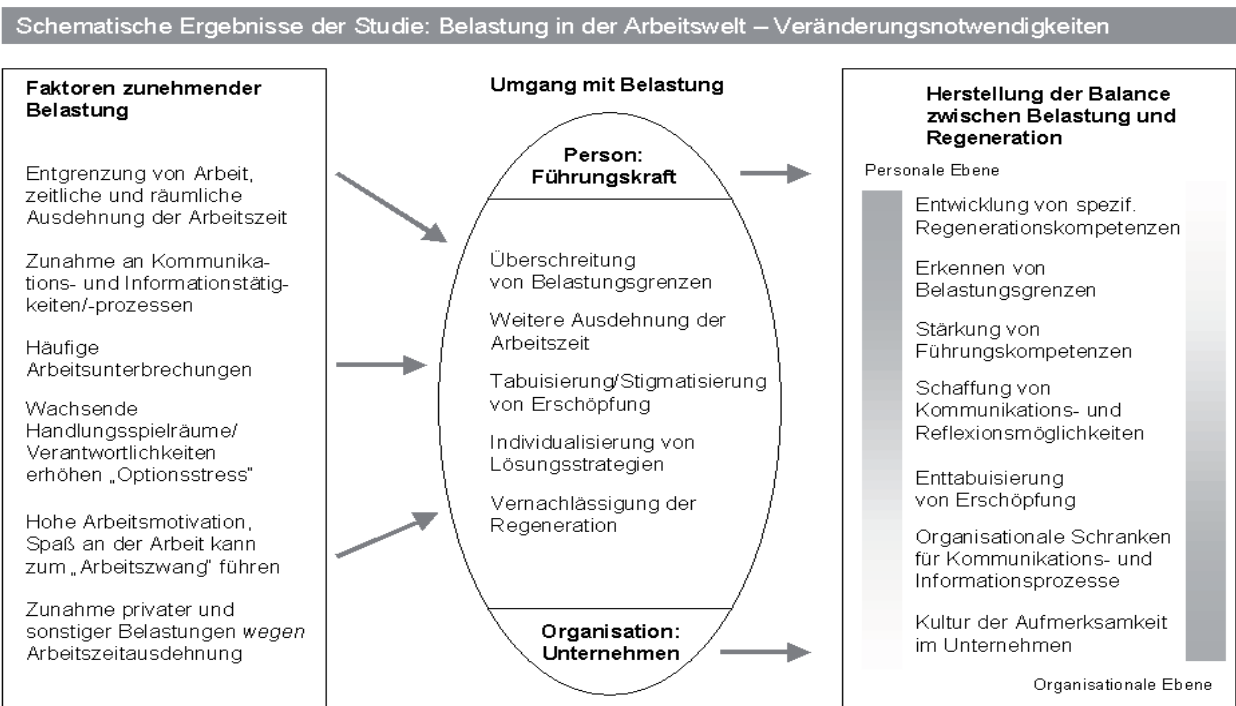 Schematische Ergebnisse der Studie: Belastung in der Arbeitswelt – Veränderungsnotwendigkeiten
Faktoren zunehmender
Belastung
Entgrenzung von Arbeit,
zeitliche und räumliche
Ausdehnung der Arbeitszeit
Zunahme an Kommunika-
tions- und Informationstätig-
keiten/-prozessen
Häufige
Arbeitsunterbrechungen
Wachsende
Handlungsspielräume/
Verantwortlichkeiten
erhöhen „Optionsstress“
Hohe Arbeitsmotivation,
Spaß an der Arbeit kann
zum „Arbeitszwang“ führen
Zunahme privater und
sonstiger Belastungen wegen
Arbeitszeitausdehnung
Umgang mit Belastung
Person:
Führungskraft
Überschreitung
von Belastungsgrenzen
Weitere Ausdehnung der
Arbeitszeit
Tabuisierung/Stigmatisierung
von Erschöpfung
Individualisierung von
Lösungsstrategien
Vernachlässigung der
Regeneration
Organisation:
Unternehmen
Herstellung der Balance
zwischen Belastung und
Regeneration
Personale Ebene
Entwicklung von spezif.
Regenerationskompetenzen
Erkennen von
Belastungsgrenzen
Stärkung von
Führungskompetenzen
Schaffung von
Kommunikations- und
Reflexionsmöglichkeiten
Enttabuisierung
von Erschöpfung
Organisationale Schranken
für Kommunikations- und
Informationsprozesse
Kultur der Aufmerksamkeit
im Unternehmen
Organisationale Ebene